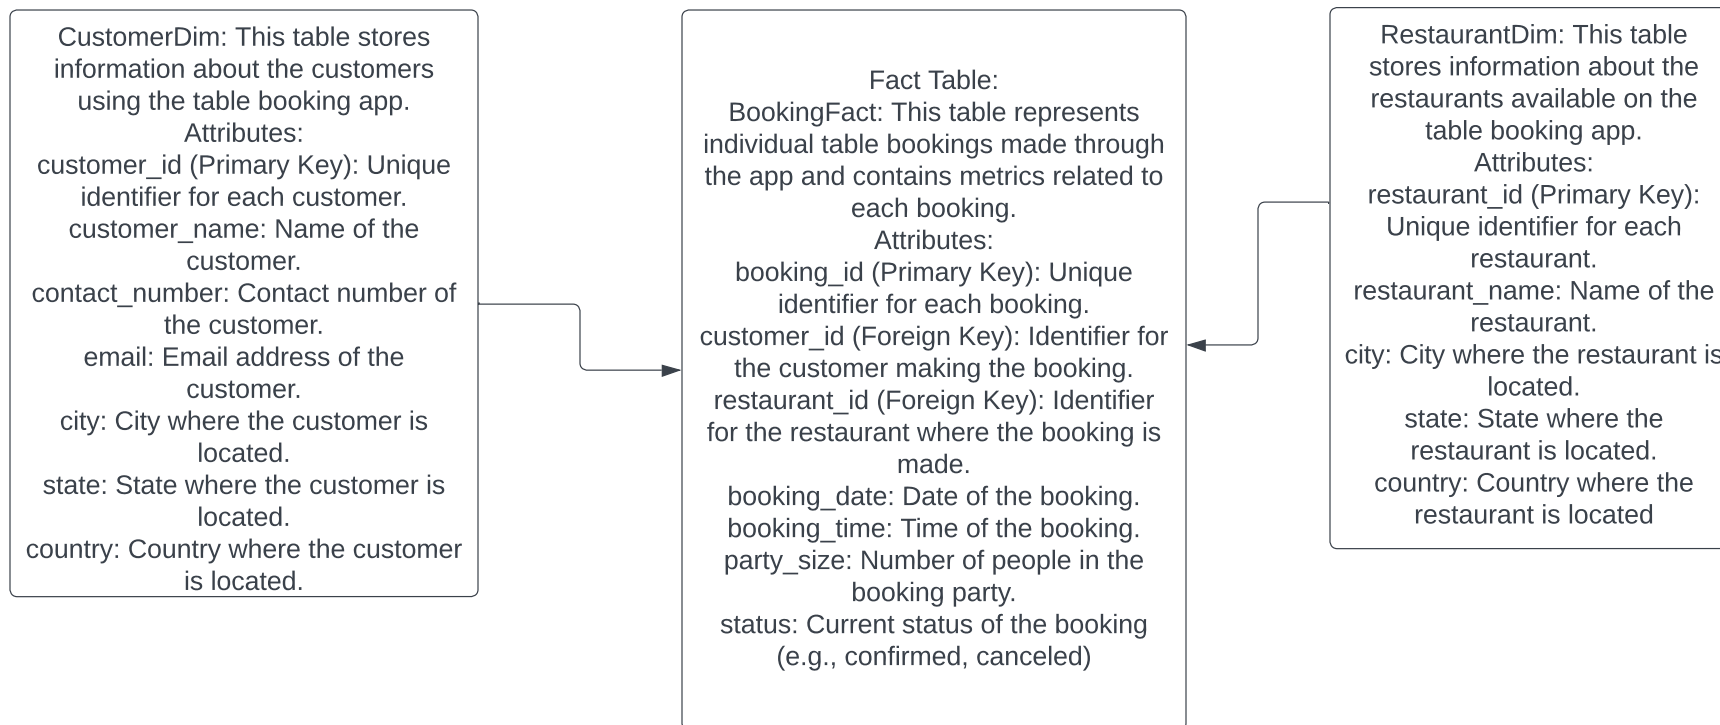 CustomerDim: This table stores
information about the customers
using the table booking app.
Attributes:
customer_id (Primary Key): Unique
identifier for each customer.
customer_name: Name of the
customer.
contact_number: Contact number of
the customer.
email: Email address of the
customer.
city: City where the customer is
located.
state: State where the customer is
located.
country: Country where the customer
is located.
Fact Table:
BookingFact: This table represents
individual table bookings made through
the app and contains metrics related to
each booking.
Attributes:
booking_id (Primary Key): Unique
identifier for each booking.
customer_id (Foreign Key): Identifier for
the customer making the booking.
restaurant_id (Foreign Key): Identifier
for the restaurant where the booking is
made.
booking_date: Date of the booking.
booking_time: Time of the booking.
party_size: Number of people in the
booking party.
status: Current status of the booking
(e.g., confirmed, canceled)
RestaurantDim: This table
stores information about the
restaurants available on the
table booking app.
Attributes:
restaurant_id (Primary Key):
Unique identifier for each
restaurant.
restaurant_name: Name of the
restaurant.
city: City where the restaurant is
located.
state: State where the
restaurant is located.
country: Country where the
restaurant is located